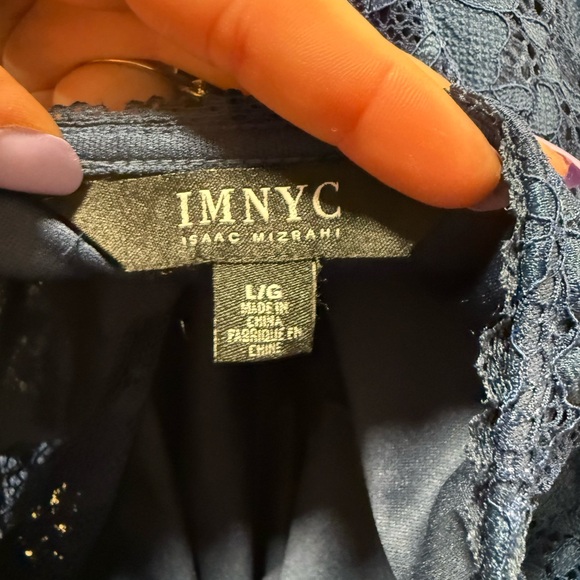 IMNYC
ISAAC MIZRAHI
L/G
MADE IN
CHINA
FABRIQUE EN
CHINE